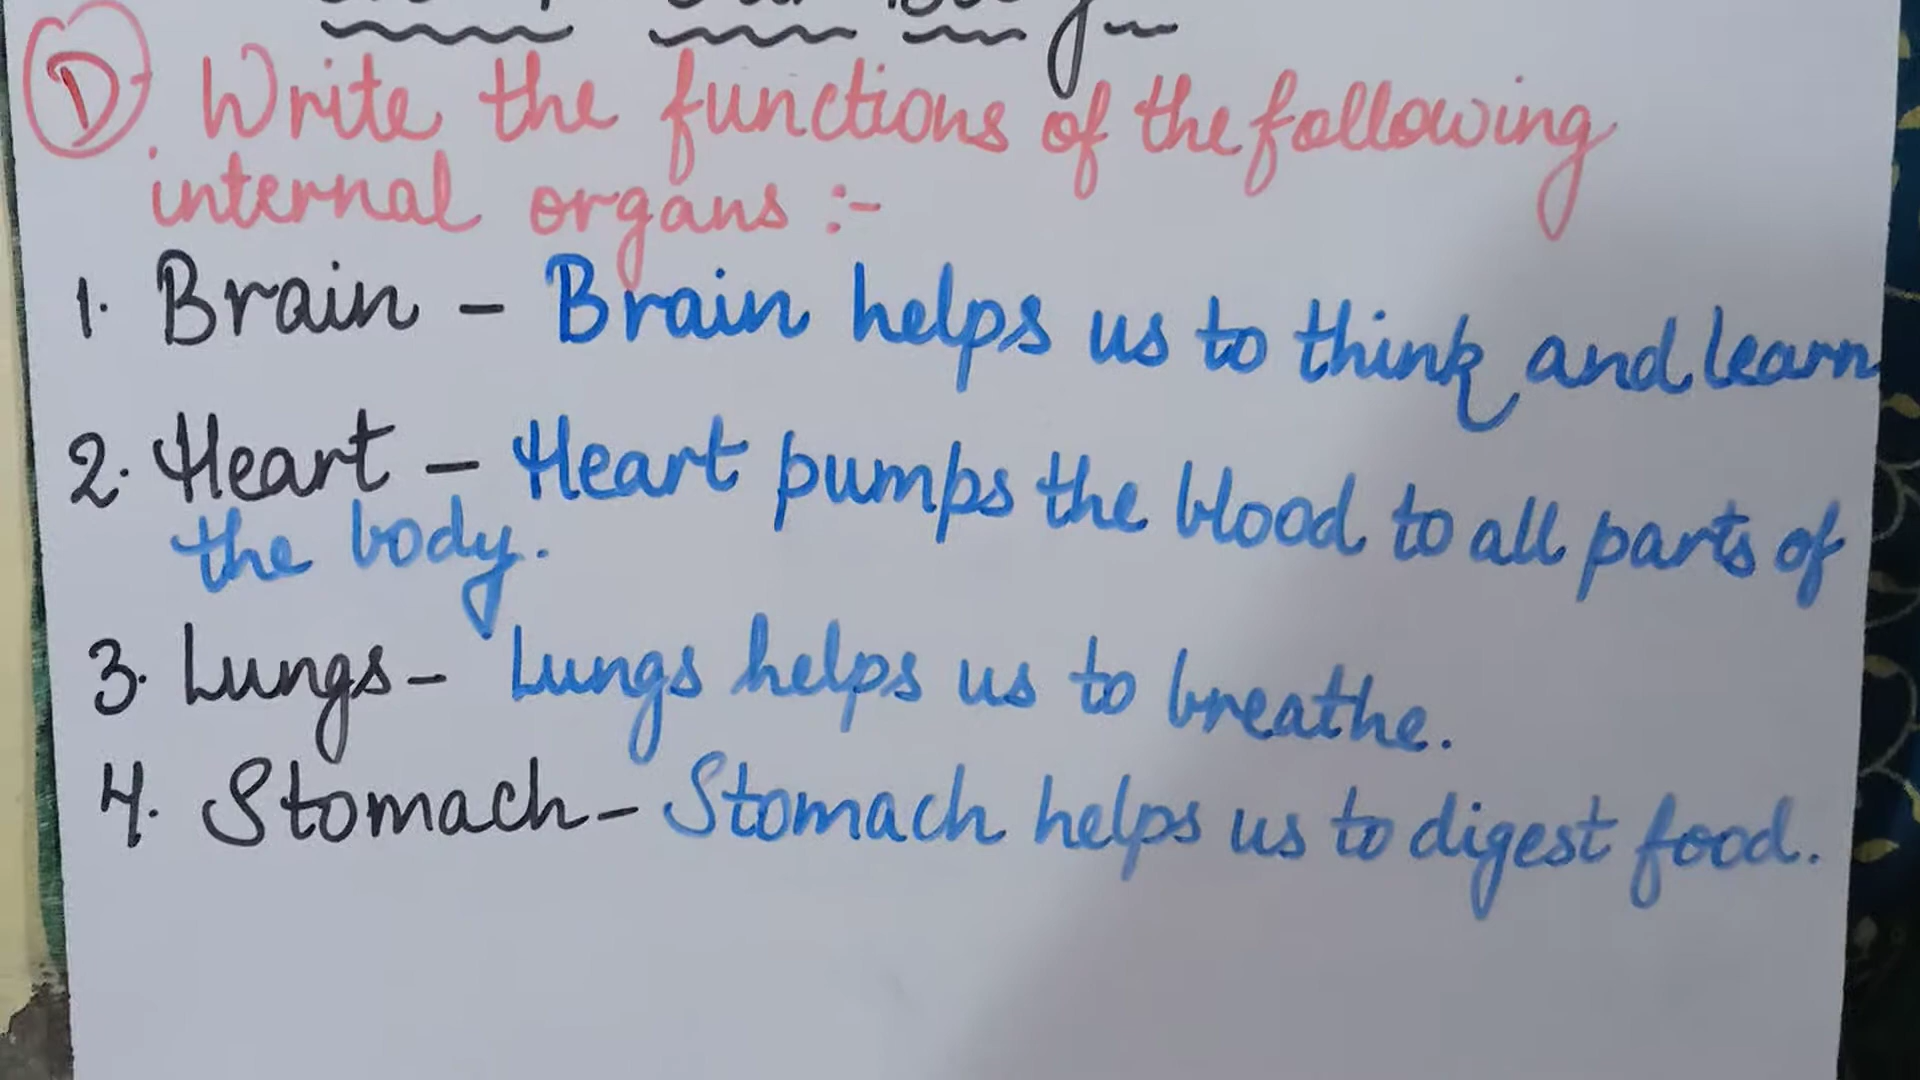 D. Write the functions of the following
internal organs :-
1. Brain - Brain helps us to think and learn
2. Heart - Heart pumps the blood to all parts of
the body.
3. Lungs - Lungs helps us to breathe.
4. Stomach - Stomach helps us to digest food.